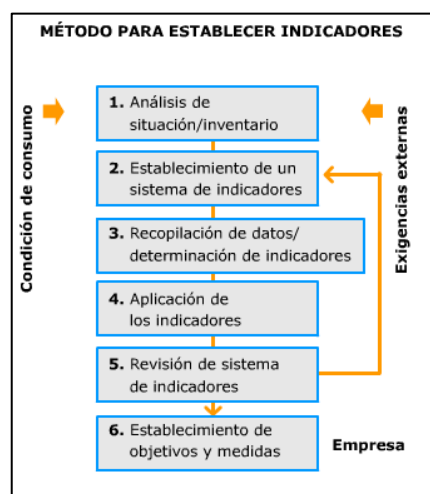 MÉTODO PARA ESTABLECER INDICADORES
Condición de consumo
Exigencias externas
1. Análisis de
situación/inventario
2. Establecimiento de un
sistema de indicadores
3. Recopilación de datos/
determinación de indicadores
4. Aplicación de
los indicadores
5. Revisión de sistema
de indicadores
6. Establecimiento de
objetivos y medidas
Empresa